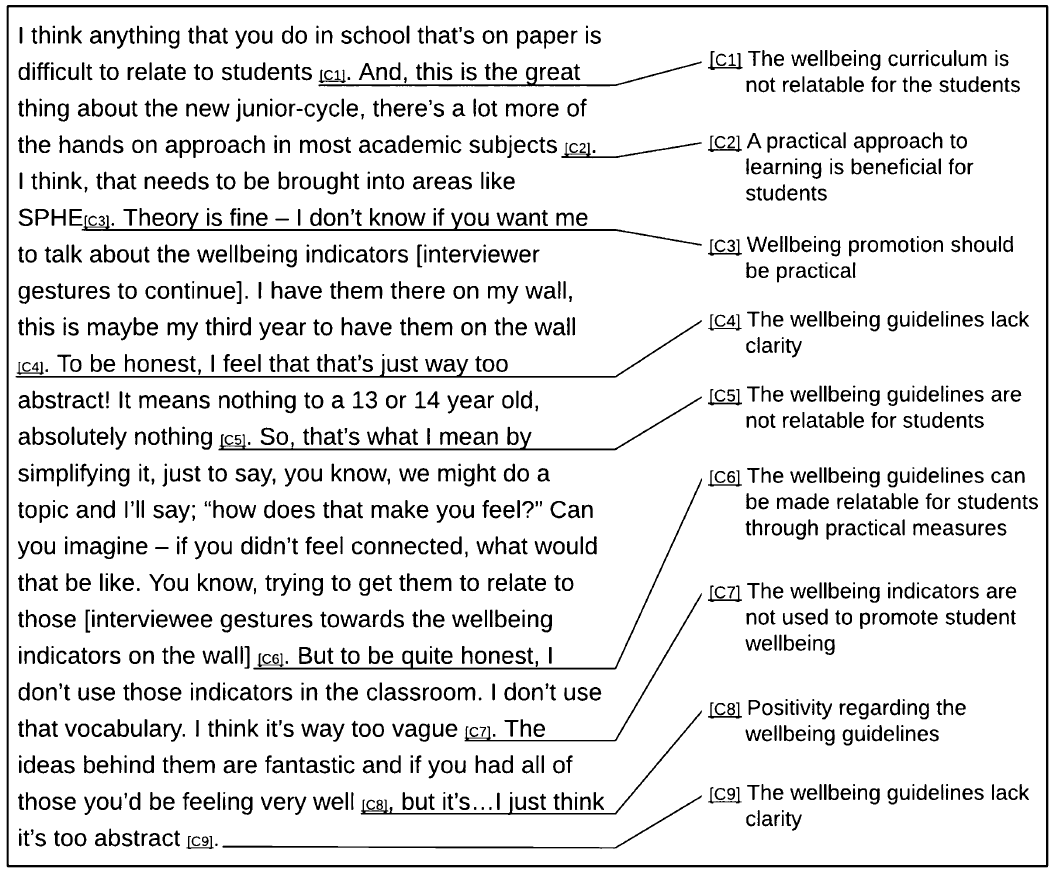 I think anything that you do in school that's on paper is
difficult to relate to students [C1]. And, this is the great
thing about the new junior-cycle, there's a lot more of
the hands on approach in most academic subjects [C2].
I think, that needs to be brought into areas like
SPHE[C3]. Theory is fine – I don't know if you want me
to talk about the wellbeing indicators [interviewer
gestures to continue]. I have them there on my wall,
this is maybe my third year to have them on the wall
[C4]. To be honest, I feel that that's just way too
abstract! It means nothing to a 13 or 14 year old,
absolutely nothing [C5]. So, that's what I mean by
simplifying it, just to say, you know, we might do a
topic and I'll say; “how does that make you feel?” Can
you imagine – if you didn't feel connected, what would
that be like. You know, trying to get them to relate to
those [interviewee gestures towards the wellbeing
indicators on the wall] [C6]. But to be quite honest, I
don't use those indicators in the classroom. I don't use
that vocabulary. I think it's way too vague [C7]. The
ideas behind them are fantastic and if you had all of
those you'd be feeling very well [C8], but it's…I just think
it's too abstract [C9].
[C1] The wellbeing curriculum is
not relatable for the students
[C2] A practical approach to
learning is beneficial for
students
[C3] Wellbeing promotion should
be practical
[C4] The wellbeing guidelines lack
clarity
[C5] The wellbeing guidelines are
not relatable for students
[C6] The wellbeing guidelines can
be made relatable for students
through practical measures
[C7] The wellbeing indicators are
not used to promote student
wellbeing
[C8] Positivity regarding the
wellbeing guidelines
[C9] The wellbeing guidelines lack
clarity